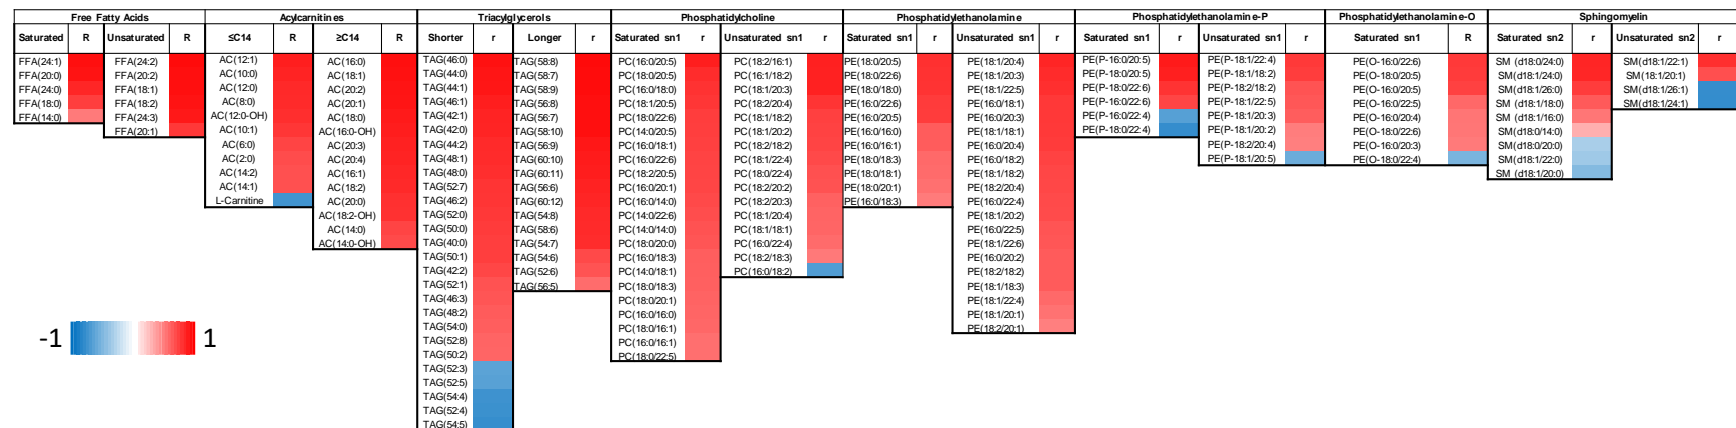 Free Fatty Acids Acylcarnitines Triacylglycerols Phosphatidylcholine Phosphatidylethanolamine Phosphatidylethanolamine-P Phosphatidylethanolamine-O Sphingomyelin
Saturated R Unsaturated R ≤C14 R ≥C14 R Shorter r Longer r Saturated sn1 r Unsaturated sn1 r Saturated sn1 r Unsaturated sn1 r Saturated sn1 r Unsaturated sn1 r Saturated sn1 R Saturated sn2 r Unsaturated sn2 r
FFA(24:1)
FFA(20:0)
FFA(24:0)
FFA(18:0)
FFA(14:0)
FFA(24:2)
FFA(20:2)
FFA(18:1)
FFA(18:2)
FFA(24:3)
FFA(20:1)
AC(12:1)
AC(10:0)
AC(12:0)
AC(8:0)
AC(12:0-OH)
AC(10:1)
AC(6:0)
AC(2:0)
AC(14:2)
AC(14:1)
L-Carnitine
AC(16:0)
AC(18:1)
AC(20:2)
AC(20:1)
AC(18:0)
AC(16:0-OH)
AC(20:3)
AC(20:4)
AC(16:1)
AC(18:2)
AC(20:0)
AC(18:2-OH)
AC(14:0)
AC(14:0-OH)
TAG(46:0)
TAG(44:0)
TAG(44:1)
TAG(46:1)
TAG(42:1)
TAG(42:0)
TAG(44:2)
TAG(48:1)
TAG(48:0)
TAG(52:7)
TAG(46:2)
TAG(52:0)
TAG(50:0)
TAG(40:0)
TAG(50:1)
TAG(42:2)
TAG(52:1)
TAG(46:3)
TAG(48:2)
TAG(54:0)
TAG(52:8)
TAG(50:2)
TAG(52:3)
TAG(52:5)
TAG(54:4)
TAG(52:4)
TAG(54:5)
TAG(58:8)
TAG(58:7)
TAG(58:9)
TAG(56:8)
TAG(56:7)
TAG(58:10)
TAG(56:9)
TAG(60:10)
TAG(60:11)
TAG(56:6)
TAG(60:12)
TAG(54:8)
TAG(58:6)
TAG(54:7)
TAG(54:6)
TAG(52:6)
TAG(56:5)
PC(16:0/20:5)
PC(18:0/22:6)
PC(16:0/18:0)
PC(18:1/20:5)
PC(18:0/22:6)
PC(14:0/20:5)
PC(16:0/18:1)
PC(16:0/22:6)
PC(18:2/20:5)
PC(16:0/20:1)
PC(16:0/14:0)
PC(14:0/22:6)
PC(14:0/14:0)
PC(18:0/20:0)
PC(16:0/18:3)
PC(14:0/18:1)
PC(18:0/18:3)
PC(18:0/20:1)
PC(16:0/16:0)
PC(18:0/16:1)
PC(16:0/16:1)
PC(18:0/22:5)
PC(18:2/16:1)
PC(16:1/18:2)
PC(18:1/20:3)
PC(18:2/20:4)
PC(16:1/18:2)
PC(18:1/20:2)
PC(18:2/18:2)
PC(18:1/22:4)
PC(18:0/22:4)
PC(18:2/20:2)
PC(18:2/20:3)
PC(18:1/20:4)
PC(18:1/18:1)
PC(16:0/22:4)
PC(18:2/18:3)
PC(16:0/18:2)
PE(18:0/20:5)
PE(18:0/22:6)
PE(18:0/18:0)
PE(16:0/22:6)
PE(16:0/20:5)
PE(16:0/16:0)
PE(16:0/16:1)
PE(18:0/18:3)
PE(18:0/18:1)
PE(18:0/20:1)
PE(16:0/18:3)
PE(18:1/20:4)
PE(18:1/20:3)
PE(18:1/22:5)
PE(16:0/18:1)
PE(16:0/20:3)
PE(18:1/18:1)
PE(16:0/20:4)
PE(16:0/18:2)
PE(18:1/18:2)
PE(18:2/20:4)
PE(16:0/22:4)
PE(18:1/20:2)
PE(16:0/22:5)
PE(18:1/22:6)
PE(16:0/20:2)
PE(18:2/18:2)
PE(18:1/18:3)
PE(18:1/22:4)
PE(18:1/20:1)
PE(18:2/20:1)
PE(P-16:0/20:5)
PE(P-18:0/20:5)
PE(P-18:0/22:6)
PE(P-16:0/22:6)
PE(P-16:0/22:4)
PE(P-18:0/22:4)
PE(P-18:1/22:4)
PE(P-18:1/18:2)
PE(P-18:2/18:2)
PE(P-18:1/22:5)
PE(P-18:1/20:3)
PE(P-18:1/20:2)
PE(P-18:2/20:4)
PE(P-18:1/20:5)
PE(O-16:0/22:6)
PE(O-18:0/20:5)
PE(O-16:0/20:5)
PE(O-16:0/22:5)
PE(O-16:0/20:4)
PE(O-18:0/22:6)
PE(O-16:0/20:3)
PE(O-18:0/22:4)
SM (d18:0/24:0)
SM(d18:1/24:0)
SM(d18:1/26:0)
SM (d18:1/18:0)
SM (d18:1/16:0)
SM(d18:0/14:0)
SM(d18:0/20:0)
SM(d18:1/22:0)
SM (d18:1/20:0)
SM(d18:1/22:1)
SM(18:1/20:1)
SM(d18:1/26:1)
SM(d18:1/24:1)
-1 1